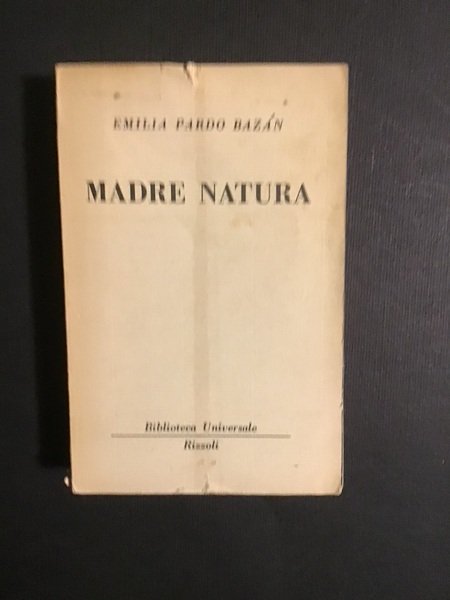 EMILIA PARDO BAZÁN
MADRE NATURA
Biblioteca Universale
Rizzoli